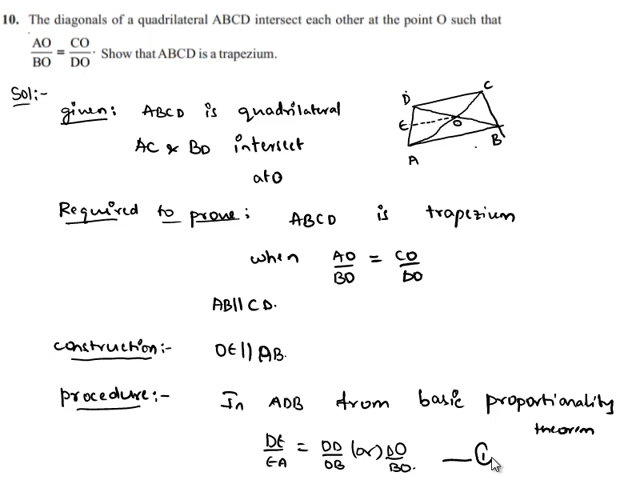 10. The diagonals of a quadrilateral ABCD intersect each other at the point O such that
AO/BO = CO/DO. Show that ABCD is a trapezium.
Sol:-
given: ABCD is quadrilateral
AC & BD intersect
at O
D C E O A B
Required to prove: ABCD is trapezium
when AO/BO = CO/DO
AB||CD.
construction:- OE||AB.
procedure:- In ADB from basic proportionality
theorem
DE/EA = DO/OB (or) DO/BO. —①